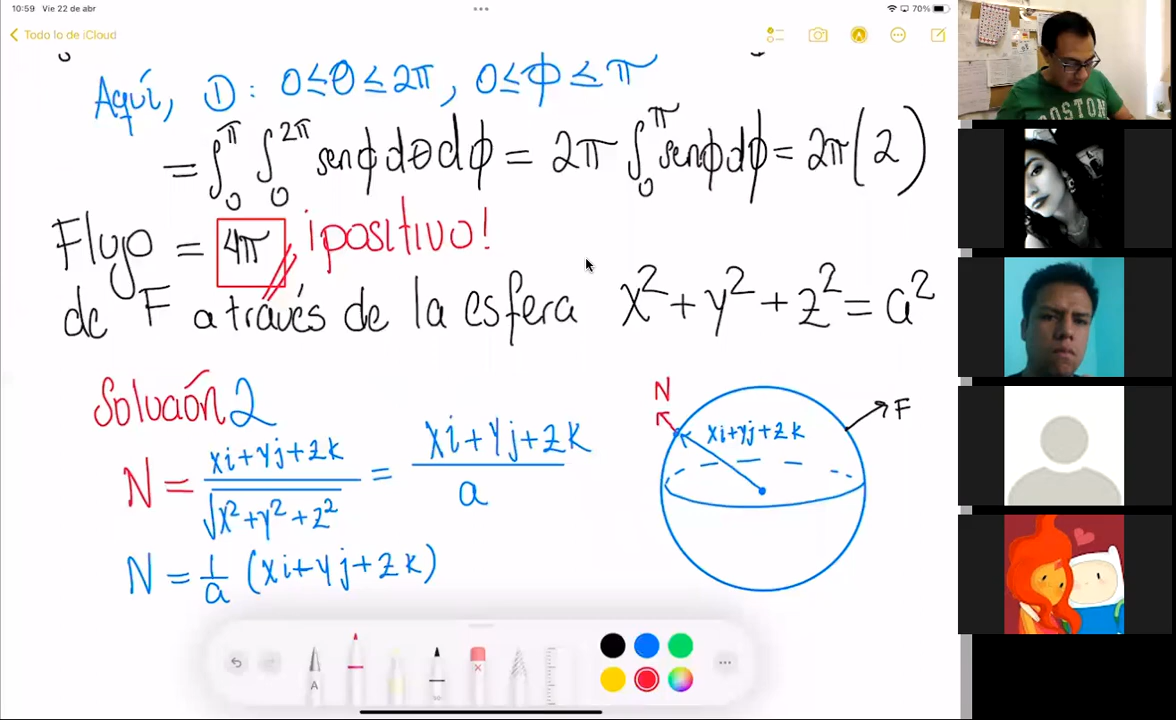 10:59 Vie 22 de abr
70%
Todo lo de iCloud
Aquí, D: 0≤θ≤2π, 0≤ϕ≤π
= ∫₀^π ∫₀^2π senϕ dθ dϕ = 2π ∫₀^π senϕ dϕ = 2π(2)
Flujo = 4π ¡positivo!
de F a través de la esfera x² + y² + z² = a²
Solución 2
N = (xi+yj+zk)/√(x²+y²+z²) = (xi+yj+zk)/a
N = 1/a (xi+yj+zk)
N
xi+yj+zk
F
A
50
BOSTON